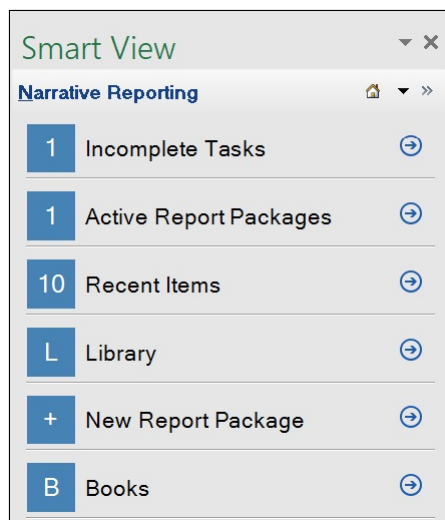 Smart View
Narrative Reporting
1 Incomplete Tasks
1 Active Report Packages
10 Recent Items
L Library
+ New Report Package
B Books